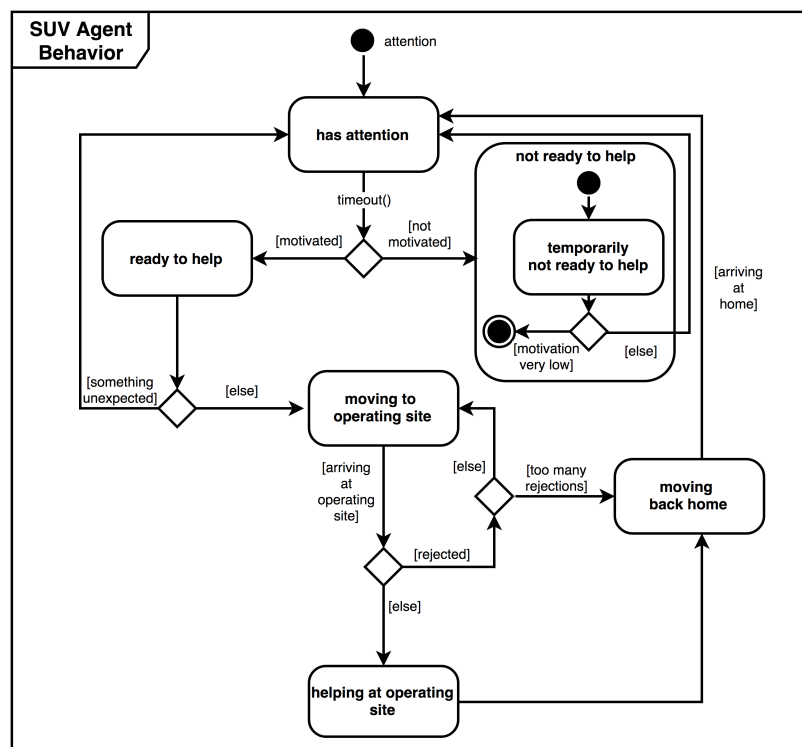 SUV Agent
Behavior
attention
has attention
not ready to help
timeout()
[motivated]
[not
motivated]
ready to help
temporarily
not ready to help
[arriving
at
home]
[motivation
very low]
[else]
[something
unexpected]
[else]
moving to
operating site
[arriving
at
operating
site]
[else]
[too many
rejections]
moving
back home
[rejected]
[else]
helping at operating
site